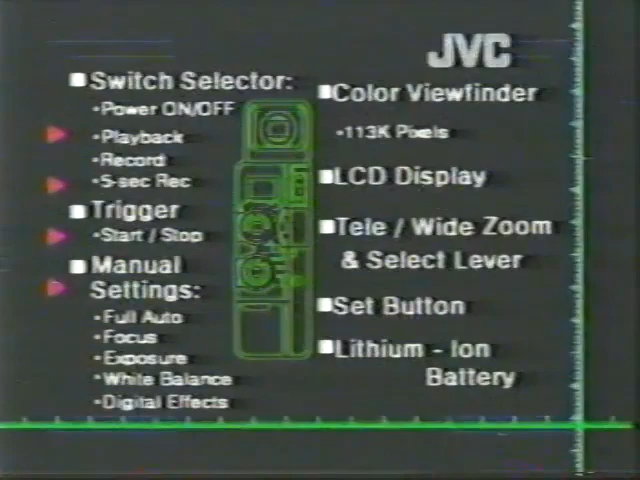 JVC
Switch Selector:
•Power ON/OFF
•Playback
•Record
•5-sec Rec
Trigger
•Start / Stop
Manual
Settings:
•Full Auto
•Focus
•Exposure
•White Balance
•Digital Effects
Color Viewfinder
•113K Pixels
LCD Display
Tele / Wide Zoom
& Select Lever
Set Button
Lithium - Ion
Battery